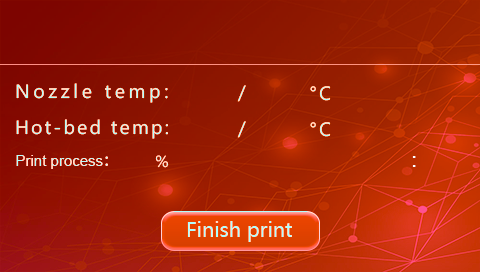 Nozzle temp: / °C
Hot-bed temp: / °C
Print process: % :
Finish print